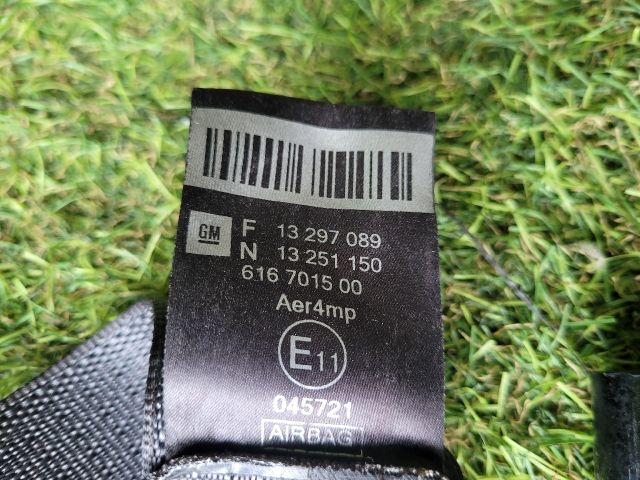 GM F 13 297 089
N 13 251 150
616 7015 00
Aer4mp
E11
045721
AIRBAG